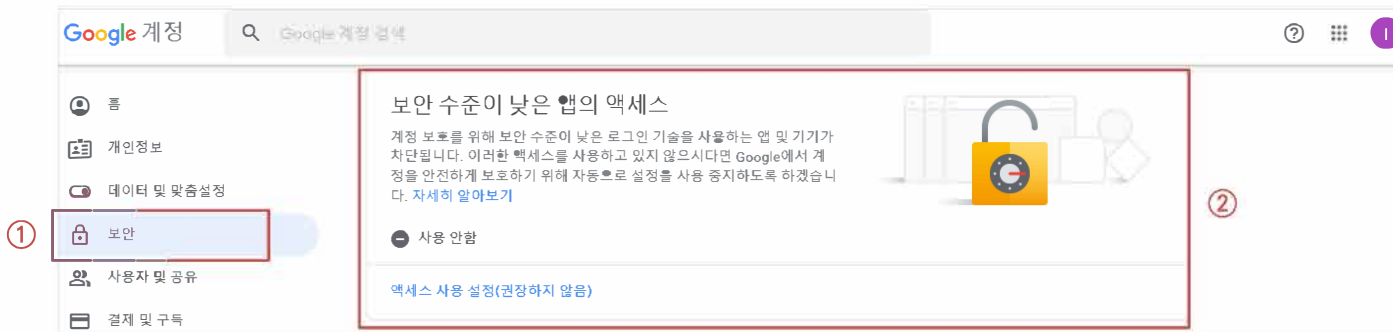 Google 계정
Google 계정 검색
I
홈
개인정보
데이터 및 맞춤설정
① 보안
사용자 및 공유
결제 및 구독
보안 수준이 낮은 앱의 액세스
계정 보호를 위해 보안 수준이 낮은 로그인 기술을 사용하는 앱 및 기기가
차단됩니다. 이러한 액세스를 사용하고 있지 않으시다면 Google에서 계
정을 안전하게 보호하기 위해 자동으로 설정을 사용 중지하도록 하겠습니
다. 자세히 알아보기
사용 안함
액세스 사용 설정(권장하지 않음)
②